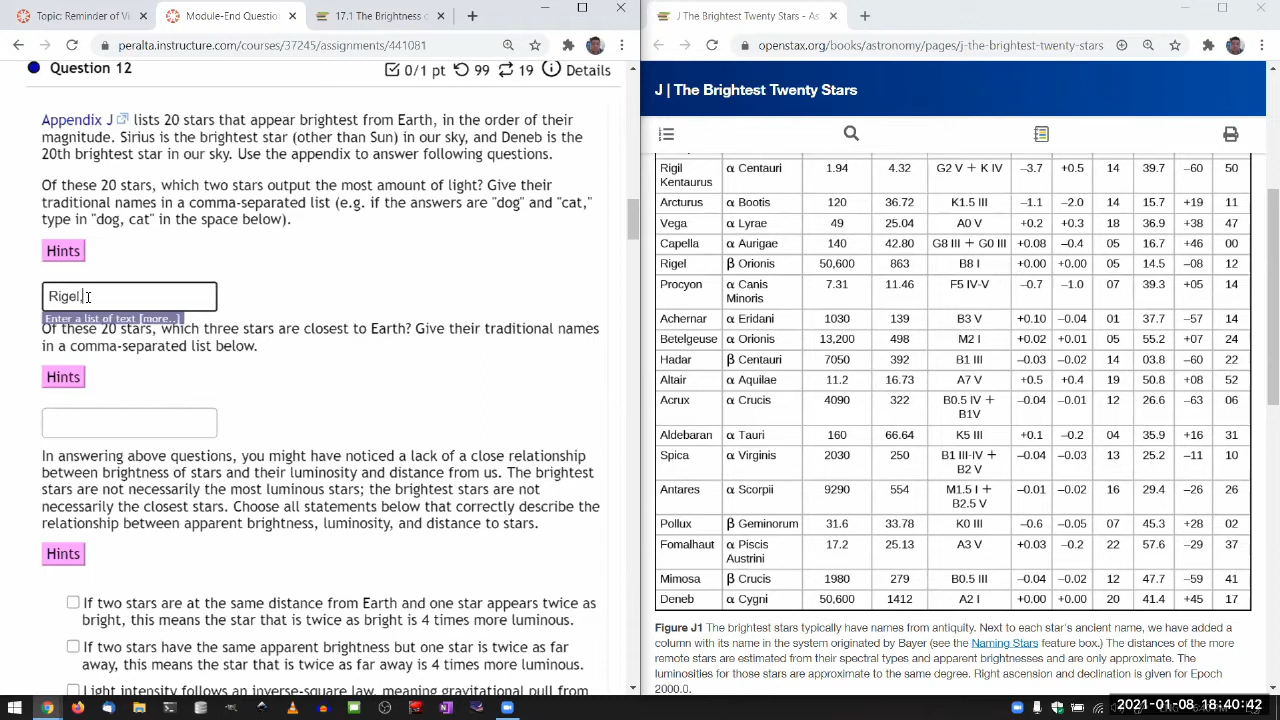 Topic Reminder of Vi
Module-End Question
17.1 The Brightness of
J The Brightest Twenty Stars - As
peralta.instructure.com/courses/37245/assignments/441081
openstax.org/books/astronomy/pages/j-the-brightest-twenty-stars
Question 12
0/1 pt 99 19 Details
Appendix J lists 20 stars that appear brightest from Earth, in the order of their
magnitude. Sirius is the brightest star (other than Sun) in our sky, and Deneb is the
20th brightest star in our sky. Use the appendix to answer following questions.
Of these 20 stars, which two stars output the most amount of light? Give their
traditional names in a comma-separated list (e.g. if the answers are "dog" and "cat,"
type in "dog, cat" in the space below).
Hints
Rigel,
Enter a list of text [more..]
Of these 20 stars, which three stars are closest to Earth? Give their traditional names
in a comma-separated list below.
Hints
In answering above questions, you might have noticed a lack of a close relationship
between brightness of stars and their luminosity and distance from us. The brightest
stars are not necessarily the most luminous stars; the brightest stars are not
necessarily the closest stars. Choose all statements below that correctly describe the
relationship between apparent brightness, luminosity, and distance to stars.
Hints
If two stars are at the same distance from Earth and one star appears twice as
bright, this means the star that is twice as bright is 4 times more luminous.
If two stars have the same apparent brightness but one star is twice as far
away, this means the star that is twice as far away is 4 times more luminous.
Light intensity follows an inverse-square law, meaning gravitational pull from
J | The Brightest Twenty Stars
Rigil Kentaurus α Centauri 1.94 4.32 G2 V + K IV –3.7 +0.5 14 39.7 –60 50
Arcturus α Bootis 120 36.72 K1.5 III –1.1 –2.0 14 15.7 +19 11
Vega α Lyrae 49 25.04 A0 V +0.2 +0.3 18 36.9 +38 47
Capella α Aurigae 140 42.80 G8 III + G0 III +0.08 –0.4 05 16.7 +46 00
Rigel β Orionis 50,600 863 B8 I +0.00 +0.00 05 14.5 –08 12
Procyon α Canis Minoris 7.31 11.46 F5 IV-V –0.7 –1.0 07 39.3 +05 14
Achernar α Eridani 1030 139 B3 V +0.10 –0.04 01 37.7 –57 14
Betelgeuse α Orionis 13,200 498 M2 I +0.02 +0.01 05 55.2 +07 24
Hadar β Centauri 7050 392 B1 III –0.03 –0.02 14 03.8 –60 22
Altair α Aquilae 11.2 16.73 A7 V +0.5 +0.4 19 50.8 +08 52
Acrux α Crucis 4090 322 B0.5 IV + B1V –0.04 –0.01 12 26.6 –63 06
Aldebaran α Tauri 160 66.64 K5 III +0.1 –0.2 04 35.9 +16 31
Spica α Virginis 2030 250 B1 III-IV + B2 V –0.04 –0.03 13 25.2 –11 10
Antares α Scorpii 9290 554 M1.5 I + B2.5 V –0.01 –0.02 16 29.4 –26 26
Pollux β Geminorum 31.6 33.78 K0 III –0.6 –0.05 07 45.3 +28 02
Fomalhaut α Piscis Austrini 17.2 25.13 A3 V +0.03 –0.2 22 57.6 –29 37
Mimosa β Crucis 1980 279 B0.5 III –0.04 –0.02 12 47.7 –59 41
Deneb α Cygni 50,600 1412 A2 I +0.00 +0.00 20 41.4 +45 17
Figure J1 The brightest stars typically have names from antiquity. Next to each star's ancient name, we have added a
column with its name in the system originated by Bayer (see the Naming Stars feature box.) The distances of the more
remote stars are estimated from their spectral types and apparent brightnesses and are only approximate. The
luminosities for those stars are approximate to the same degree. Right ascension and declination is given for Epoch
2000.0.
2021-01-08 18:40:42